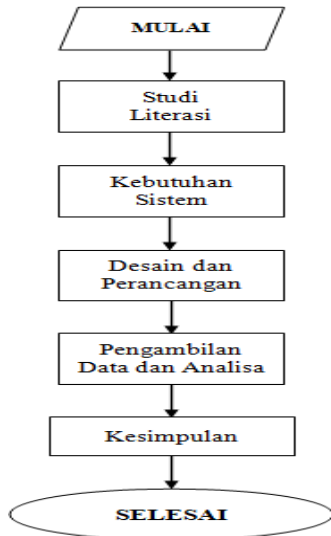 MULAI
Studi
Literasi
Kebutuhan
Sistem
Desain dan
Perancangan
Pengambilan
Data dan Analisa
Kesimpulan
SELESAI